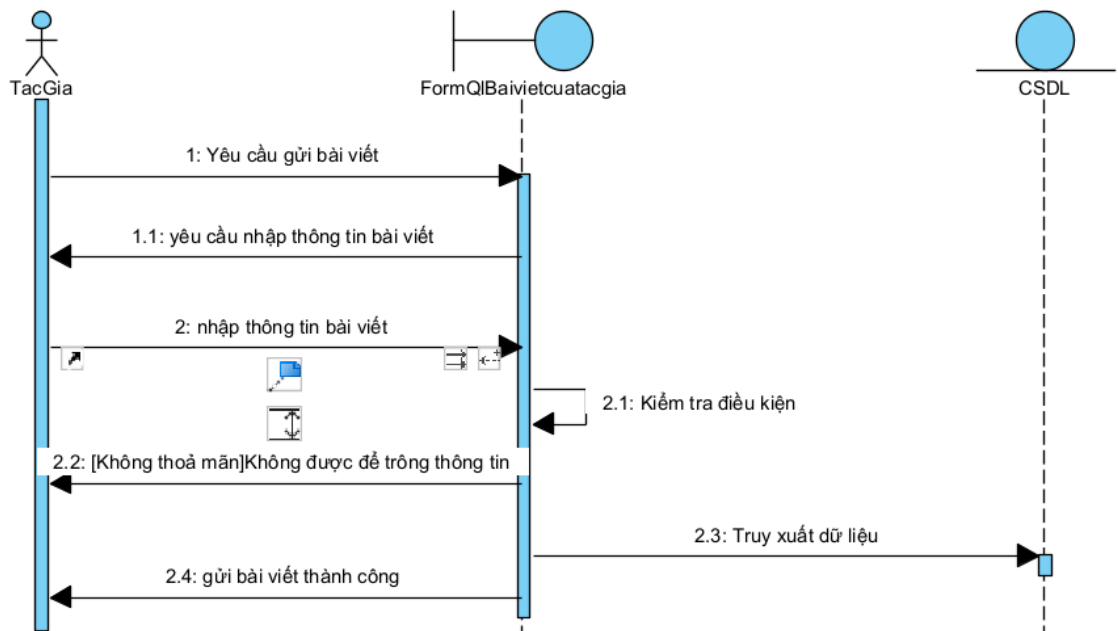 TacGia
FormQlBaivietcuatacgia
CSDL
1: Yêu cầu gửi bài viết
1.1: yêu cầu nhập thông tin bài viết
2: nhập thông tin bài viết
2.1: Kiểm tra điều kiện
2.2: [Không thoả mãn]Không được để trông thông tin
2.3: Truy xuất dữ liệu
2.4: gửi bài viết thành công